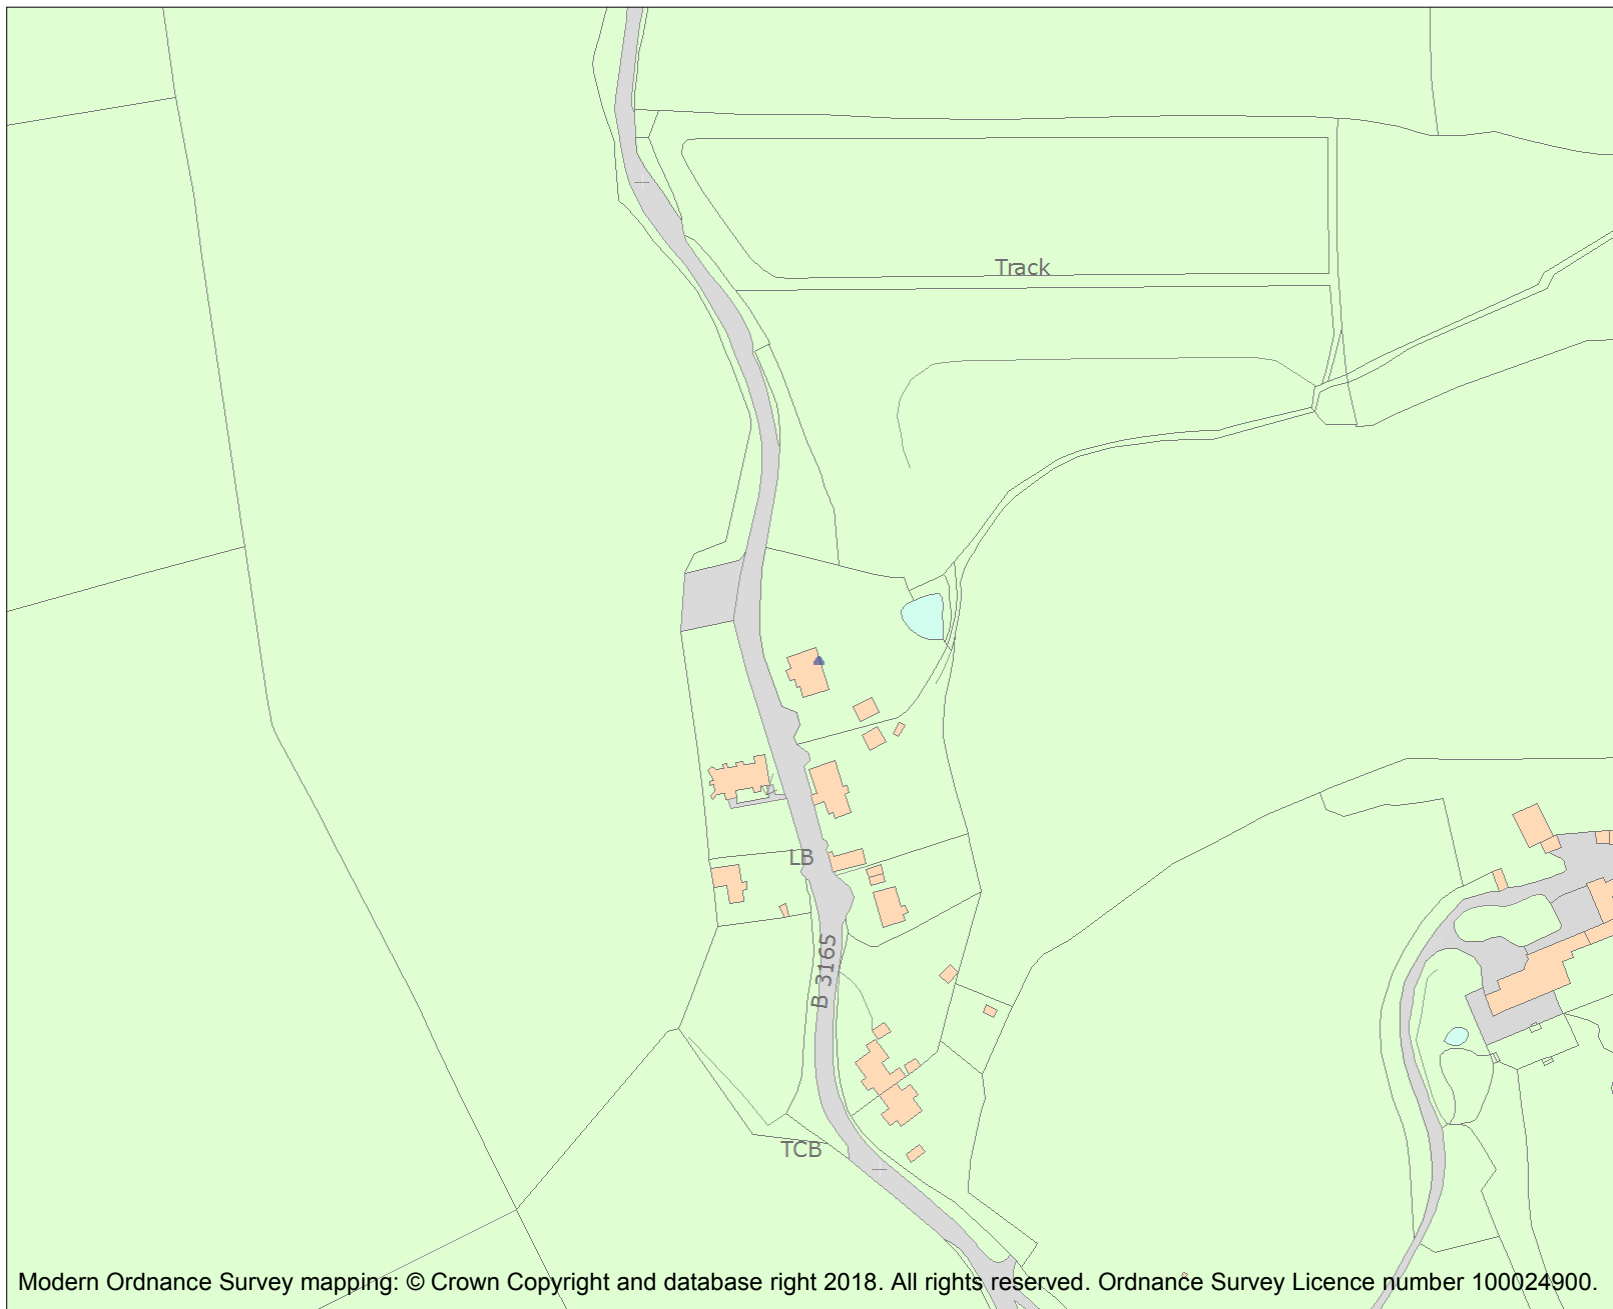 Track
LB
B 3165
TCB
Modern Ordnance Survey mapping: © Crown Copyright and database right 2018. All rights reserved. Ordnance Survey Licence number 100024900.